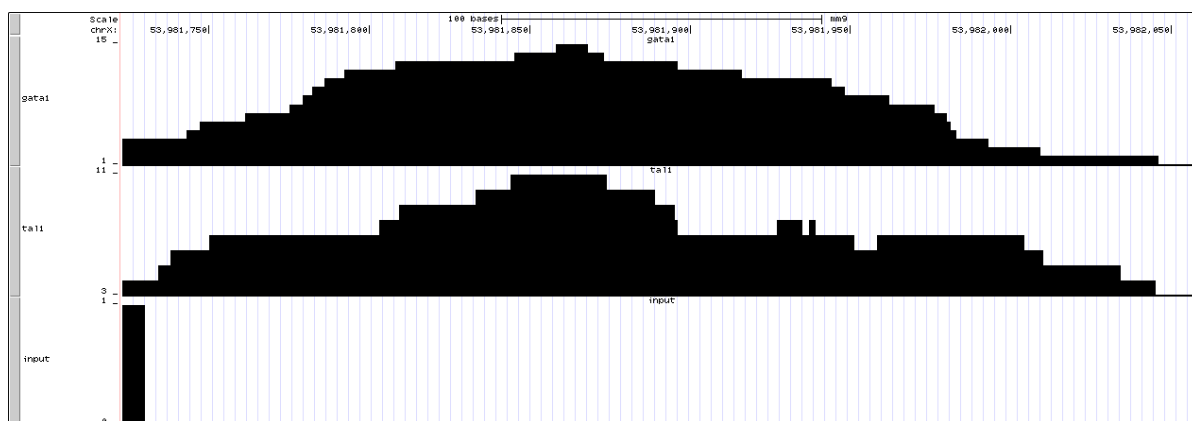 Scale 100 bases mm9
chrX: 53,981,750 53,981,800 53,981,850 53,981,900 53,981,950 53,982,000 53,982,050
gata1
15 _
gata1
1 _
tal1
11 _
tal1
3 _
input
1 _
input